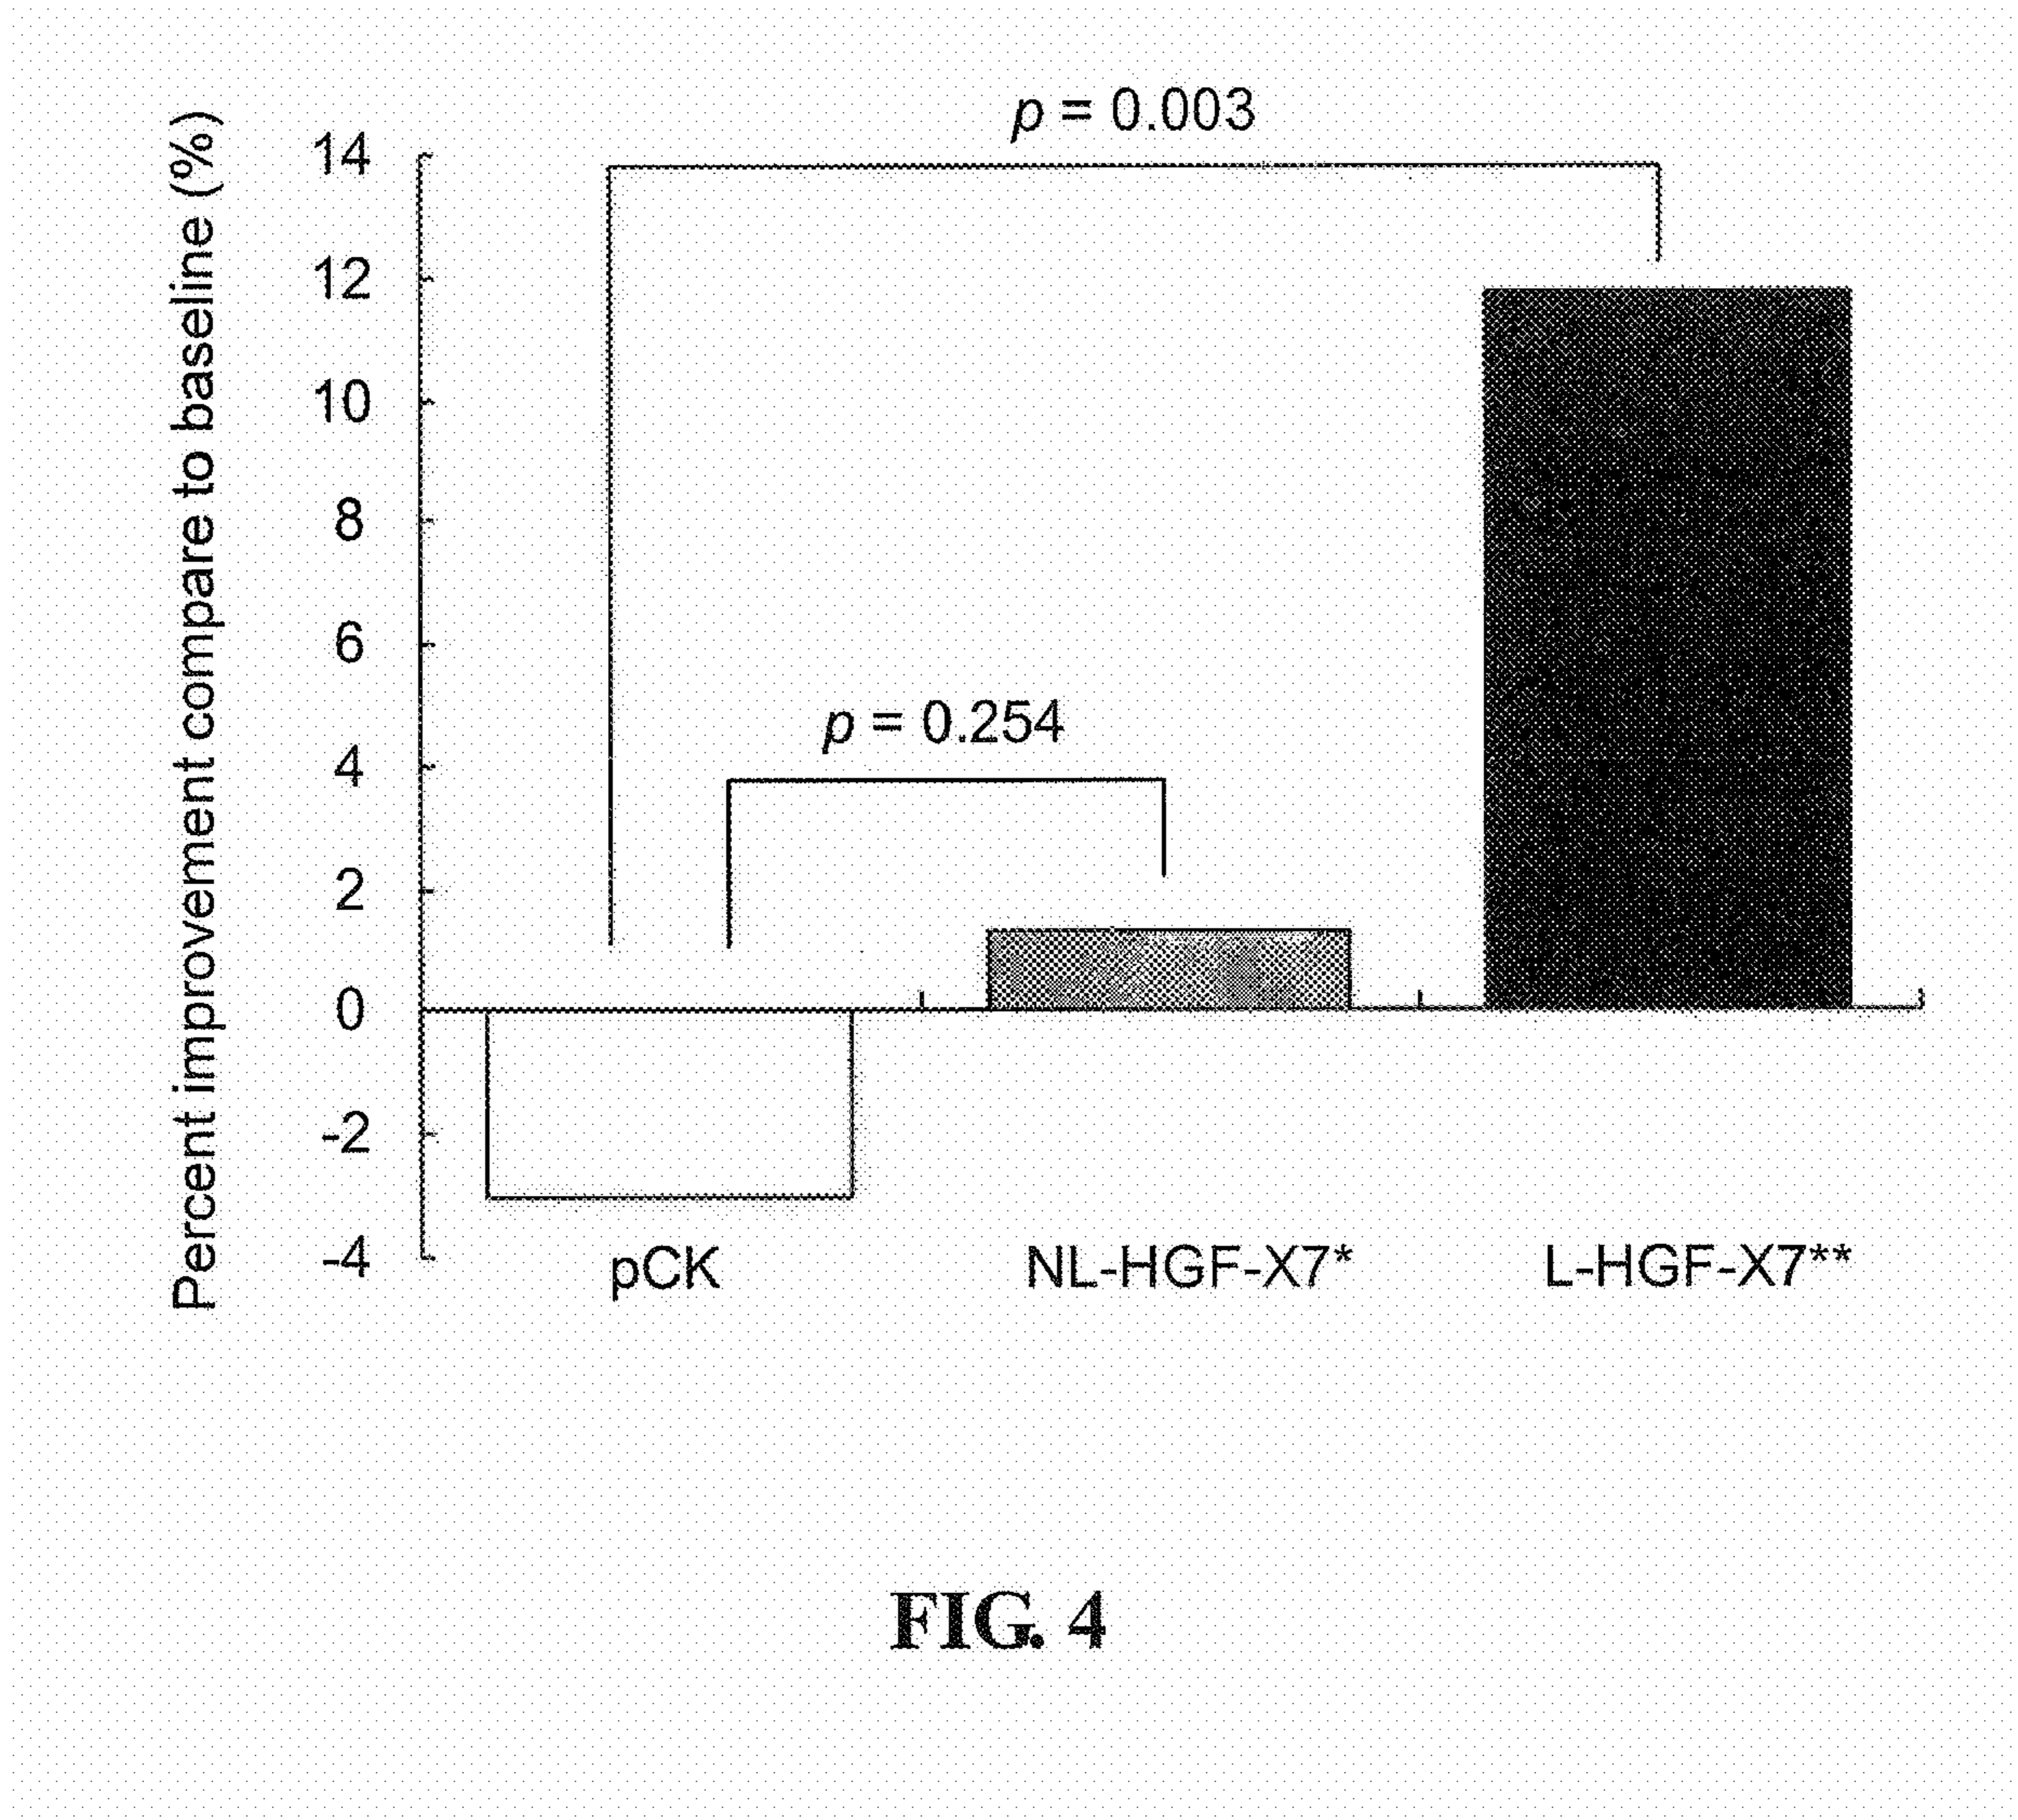 p = 0.003
Percent improvement compare to baseline (%)
14
12
10
8
6
4
2
0
-2
-4
p = 0.254
pCK
NL-HGF-X7*
L-HGF-X7**
FIG. 4